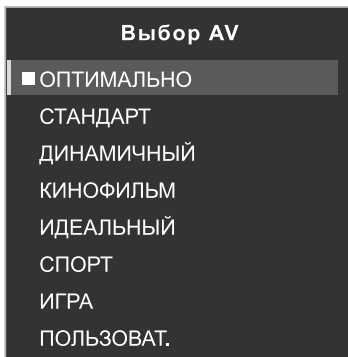 Выбор AV
ОПТИМАЛЬНО
СТАНДАРТ
ДИНАМИЧНЫЙ
КИНОФИЛЬМ
ИДЕАЛЬНЫЙ
СПОРТ
ИГРА
ПОЛЬЗОВАТ.